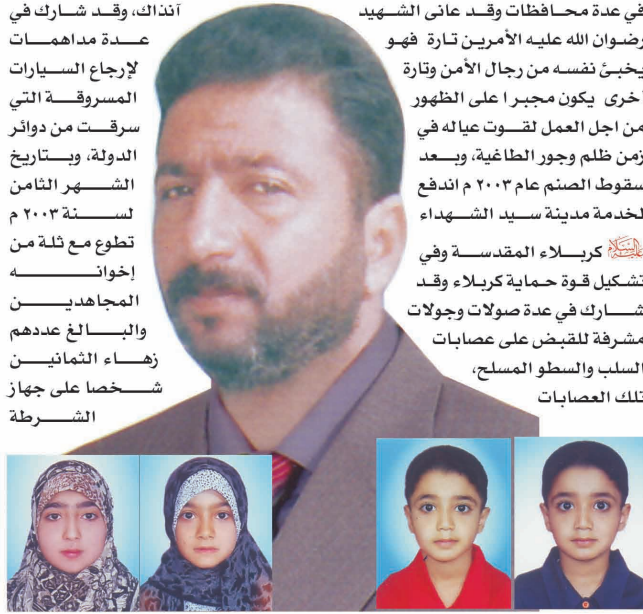 في عدة محافظات وقد عانى الشهيد
رضوان الله عليه الأمرين تارة فهو
يخبئ نفسه من رجال الأمن وتارة
أخرى يكون مجبرا على الظهور
من اجل العمل لقوت عياله في
زمن ظلم وجور الطاغية، وبعد
سقوط الصنم عام ٢٠٠٣ م اندفع
لخدمة مدينة سيد الشهداء
عليه السلام كربلاء المقدسة وفي
تشكيل قوة حماية كربلاء وقد
شارك في عدة صولات وجولات
مشرفة للقبض على عصابات
السلب والسطو المسلح،
تلك العصابات
آنذاك، وقد شارك في
عدة مداهمات
لإرجاع السيارات
المسروقة التي
سرقت من دوائر
الدولة، وبتاريخ
الشهر الثامن
لسنة ٢٠٠٣ م
تطوع مع ثلة من
إخوانه
المجاهدين
والبالغ عددهم
زهاء الثمانين
شخصا على جهاز
الشرطة